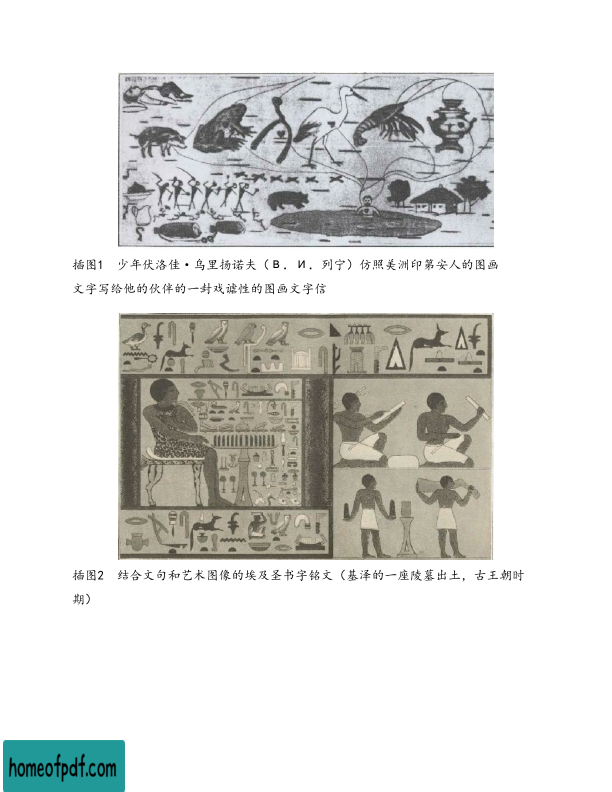 插图1 少年伏洛佳·乌里扬诺夫（В. И. 列宁）仿照美洲印第安人的图画
文字写给他的伙伴的一封戏谑性的图画文字信
插图2 结合文句和艺术图像的埃及圣书字铭文（基泽的一座陵墓出土，古王朝时
期）
homeofpdf.com